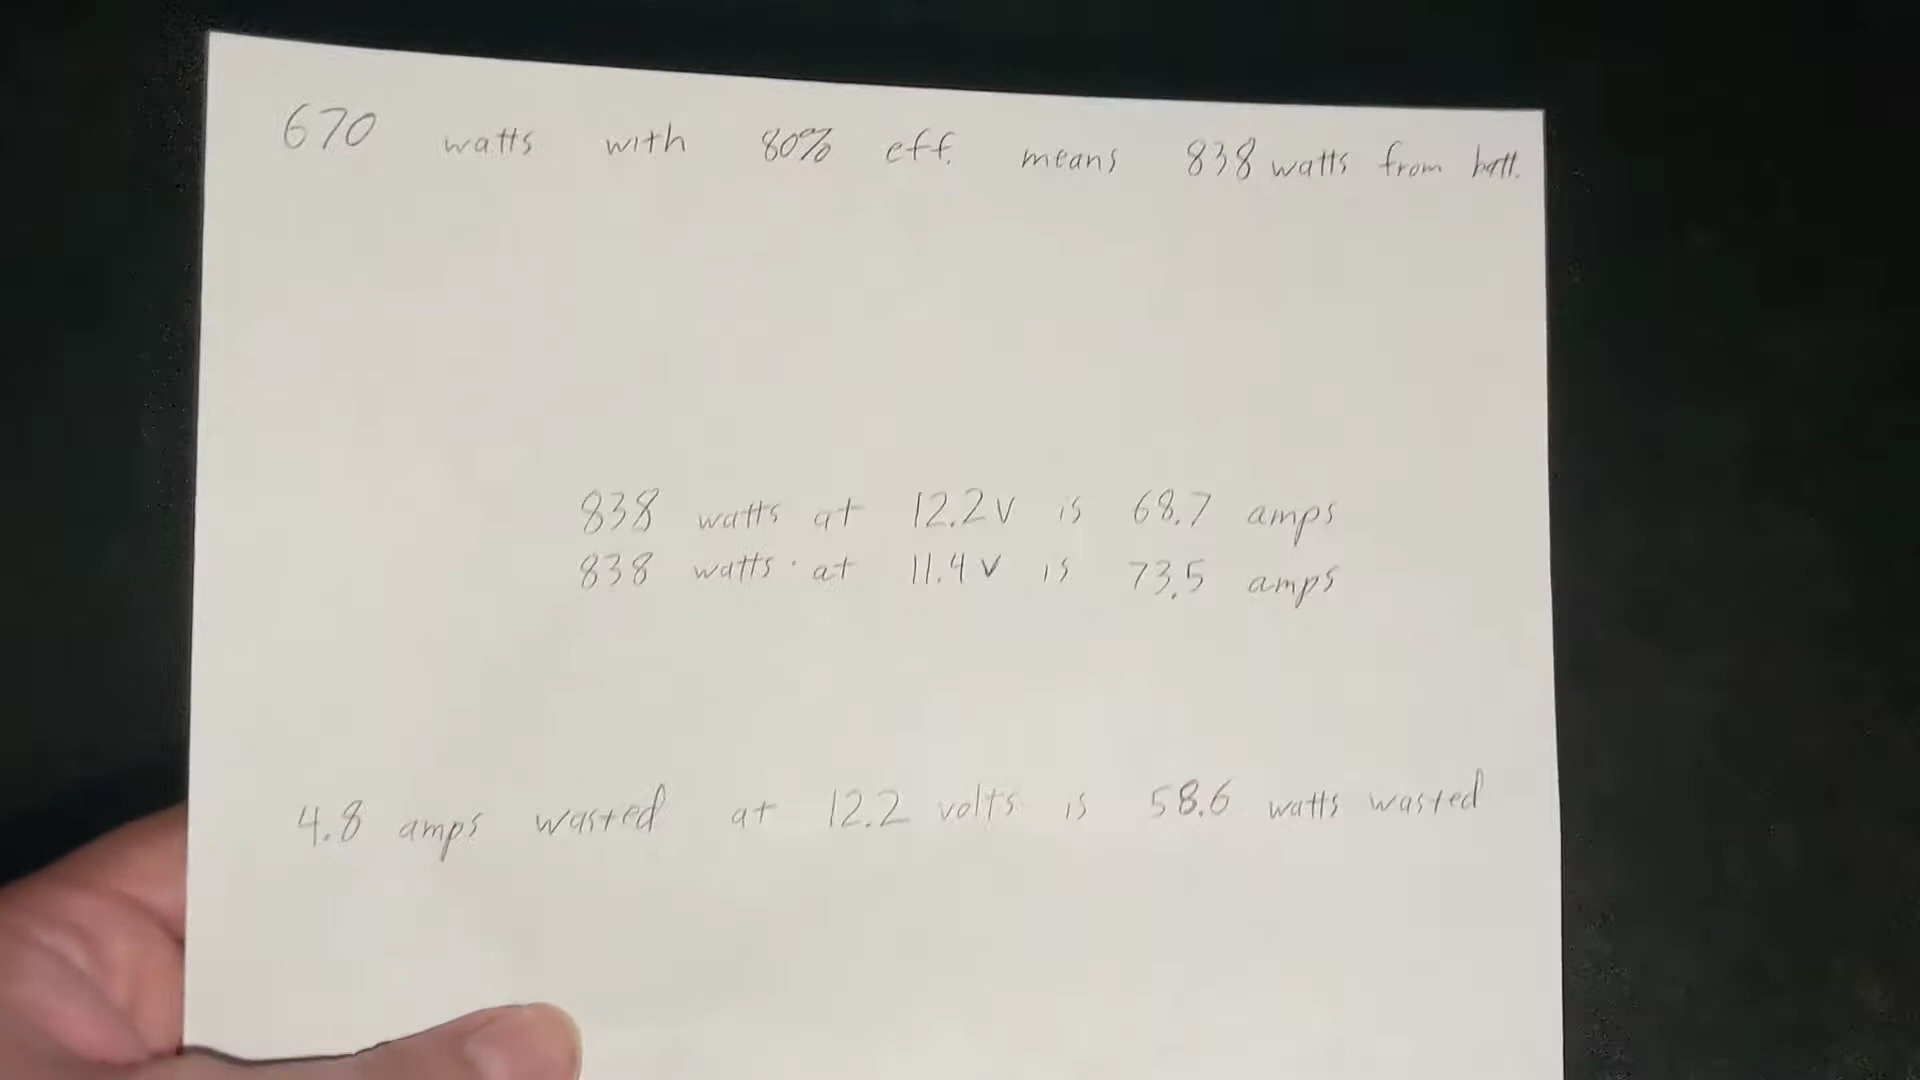 670 watts with 80% eff. means 838 watts from batt.
838 watts at 12.2v is 68.7 amps
838 watts at 11.4v is 73.5 amps
4.8 amps wasted at 12.2 volts is 58.6 watts wasted